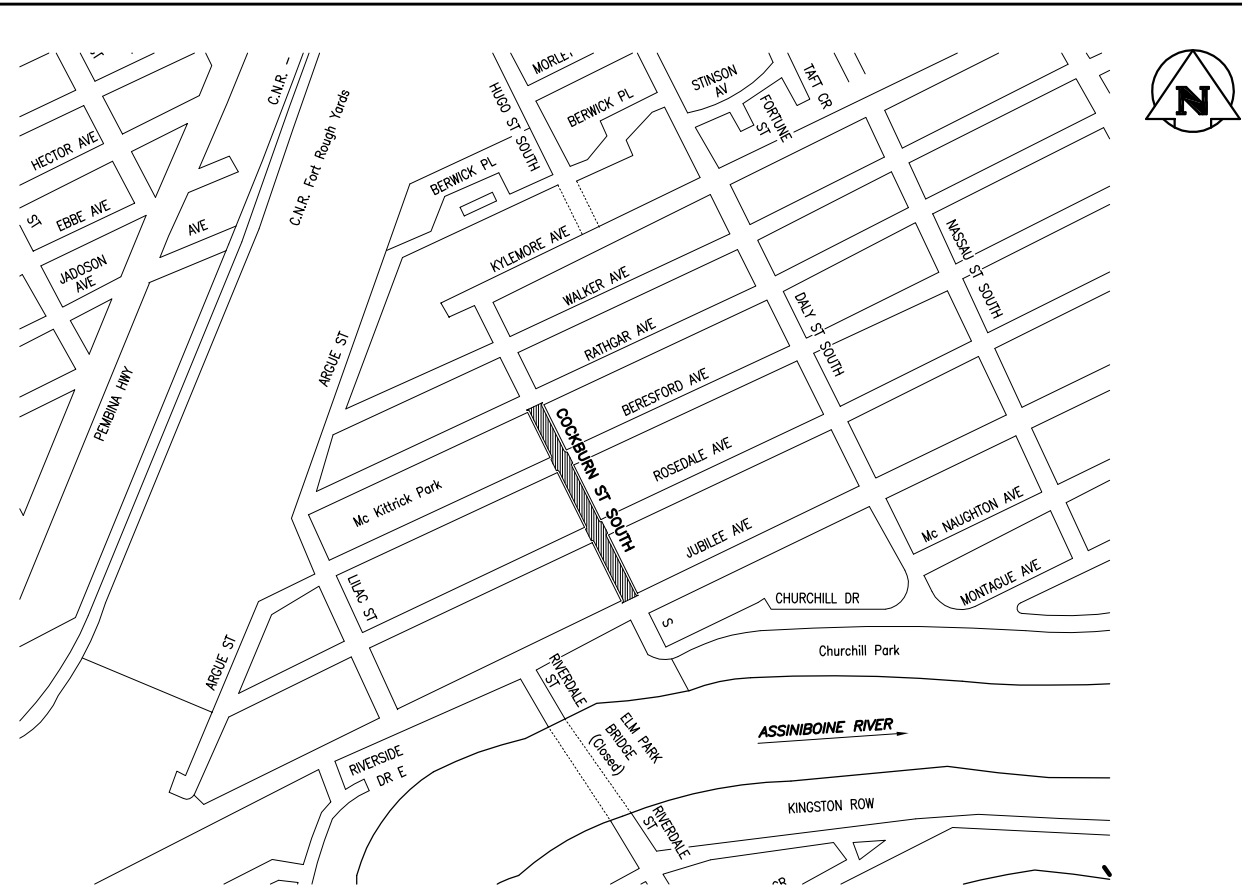 N
C.N.R. -
C.N.R. Fort Rough Yards
MORLEY
HUGO ST SOUTH
BERWICK PL
STINSON
AV
TAFT CR
FORTUNE
ST
HECTOR AVE
BERWICK PL
ST
EBBE AVE
AVE
JADOSON
AVE
KYLEMORE AVE
WALKER AVE
NASSAU ST SOUTH
DALY ST SOUTH
RATHGAR AVE
ARGUE ST
PEMBINA HWY
BERESFORD AVE
COCKBURN ST SOUTH
ROSEDALE AVE
Mc Kittrick Park
JUBILEE AVE
Mc NAUGHTON AVE
MONTAGUE AVE
LILAC ST
CHURCHILL DR
S
Churchill Park
ARGUE ST
RIVERDALE
ST
ELM PARK
BRIDGE
(Closed)
ASSINIBOINE RIVER
RIVERSIDE
DR E
KINGSTON ROW
RIVERDALE
ST
CR